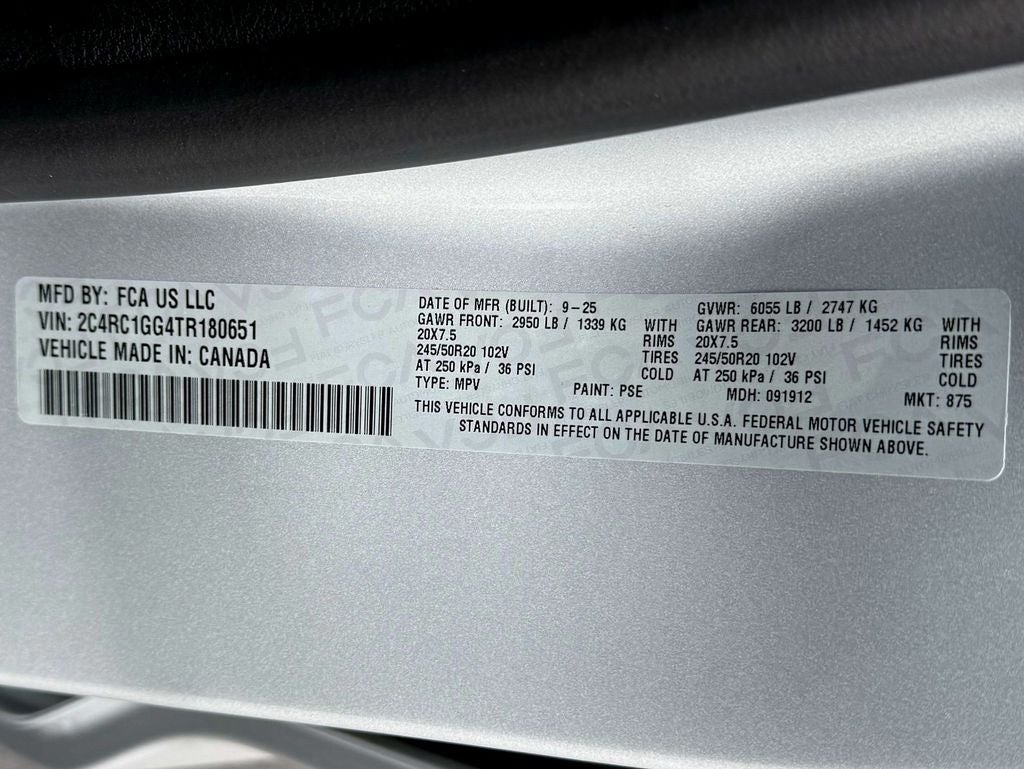 MFD BY: FCA US LLC
VIN: 2C4RC1GG4TR180651
VEHICLE MADE IN: CANADA
DATE OF MFR (BUILT): 9-25
GAWR FRONT: 2950 LB / 1339 KG WITH
20X7.5 RIMS
245/50R20 102V TIRES
AT 250 kPa / 36 PSI COLD
TYPE: MPV PAINT: PSE
GVWR: 6055 LB / 2747 KG
GAWR REAR: 3200 LB / 1452 KG WITH
20X7.5 RIMS
245/50R20 102V TIRES
AT 250 kPa / 36 PSI COLD
MDH: 091912 MKT: 875
THIS VEHICLE CONFORMS TO ALL APPLICABLE U.S.A. FEDERAL MOTOR VEHICLE SAFETY
STANDARDS IN EFFECT ON THE DATE OF MANUFACTURE SHOWN ABOVE.